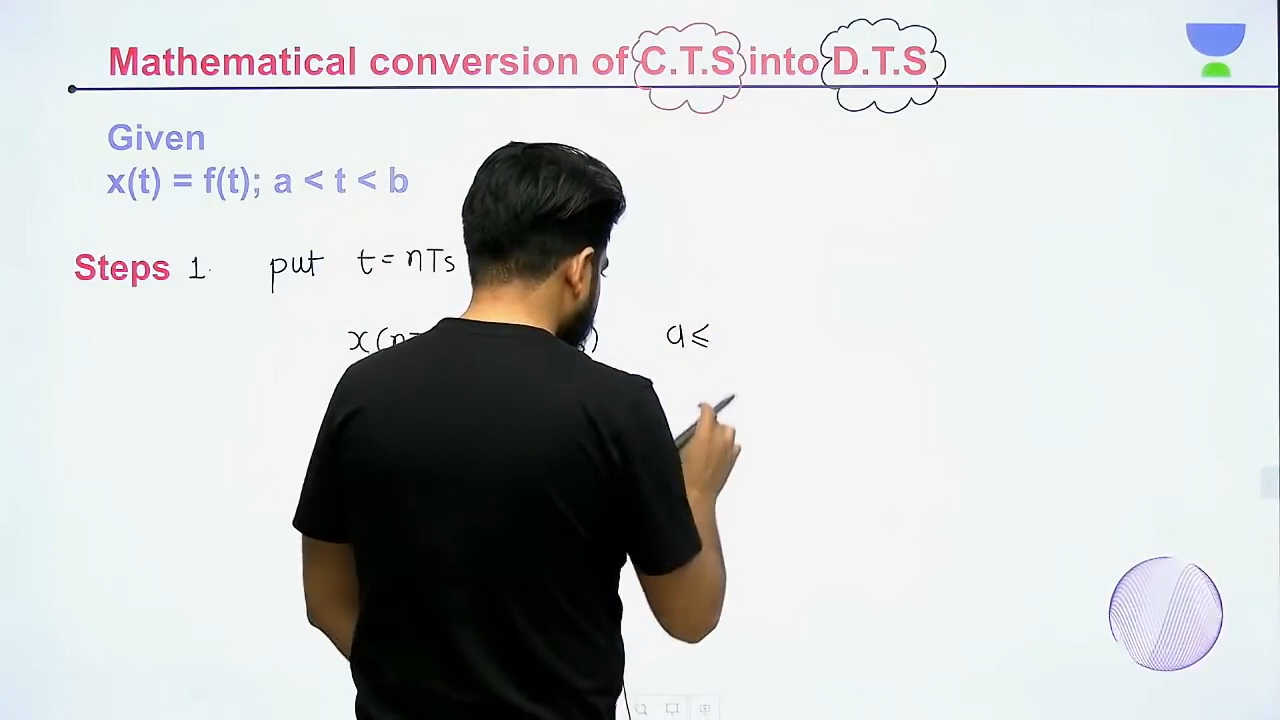 Mathematical conversion of C.T.S into D.T.S
Given
x(t) = f(t); a < t < b
Steps 1. put t = nTs
x(n ) a ≤